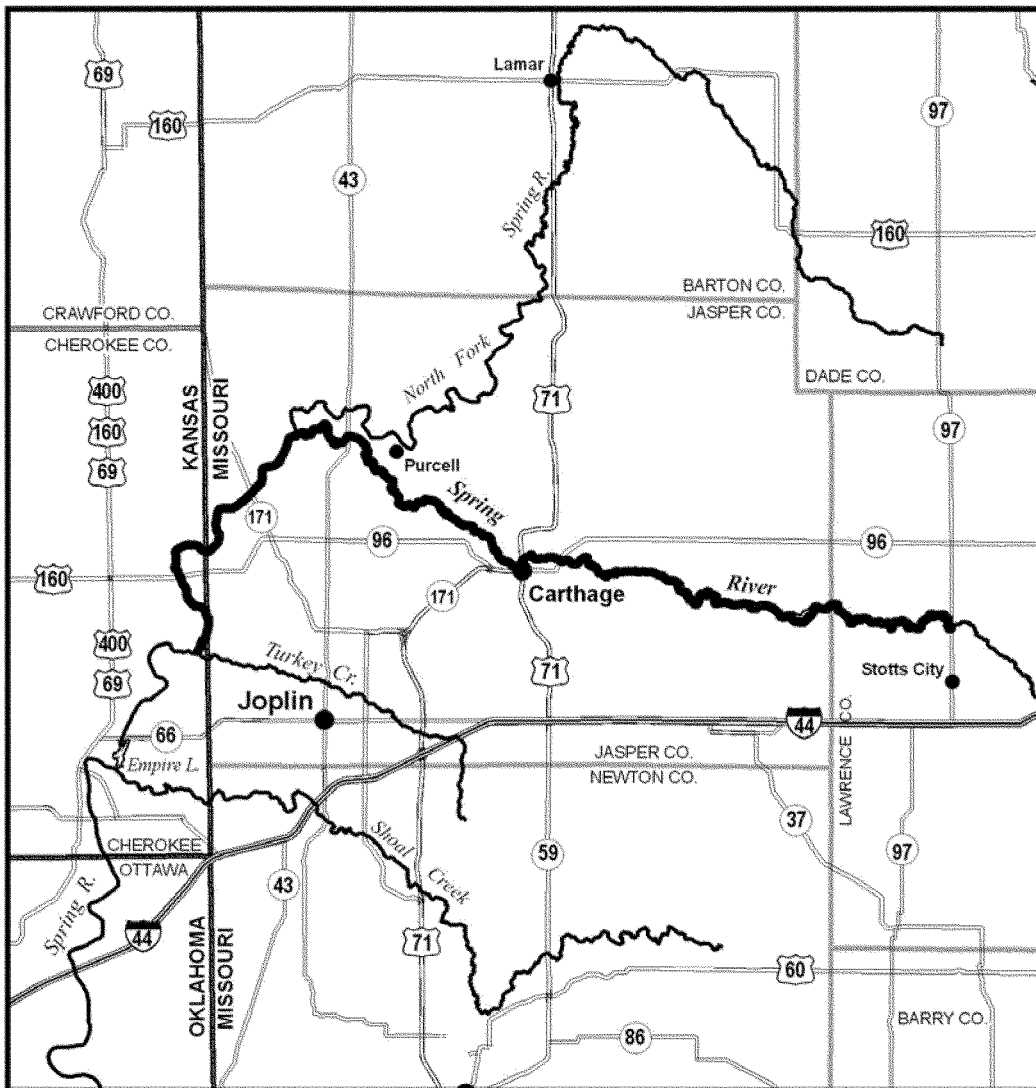 69
Lamar
160
97
43
Spring R.
160
BARTON CO.
JASPER CO.
CRAWFORD CO.
CHEROKEE CO.
North Fork
DADE CO.
400
160
69
KANSAS
MISSOURI
71
97
Purcell
Spring
171
96
96
160
River
Carthage
171
400
69
Turkey Cr.
71
Stotts City
Joplin
66
44
Empire L.
JASPER CO.
NEWTON CO.
LAWRENCE CO.
37
Shoal Creek
CHEROKEE
OTTAWA
59
97
43
Spring R.
44
71
OKLAHOMA
MISSOURI
60
BARRY CO.
86